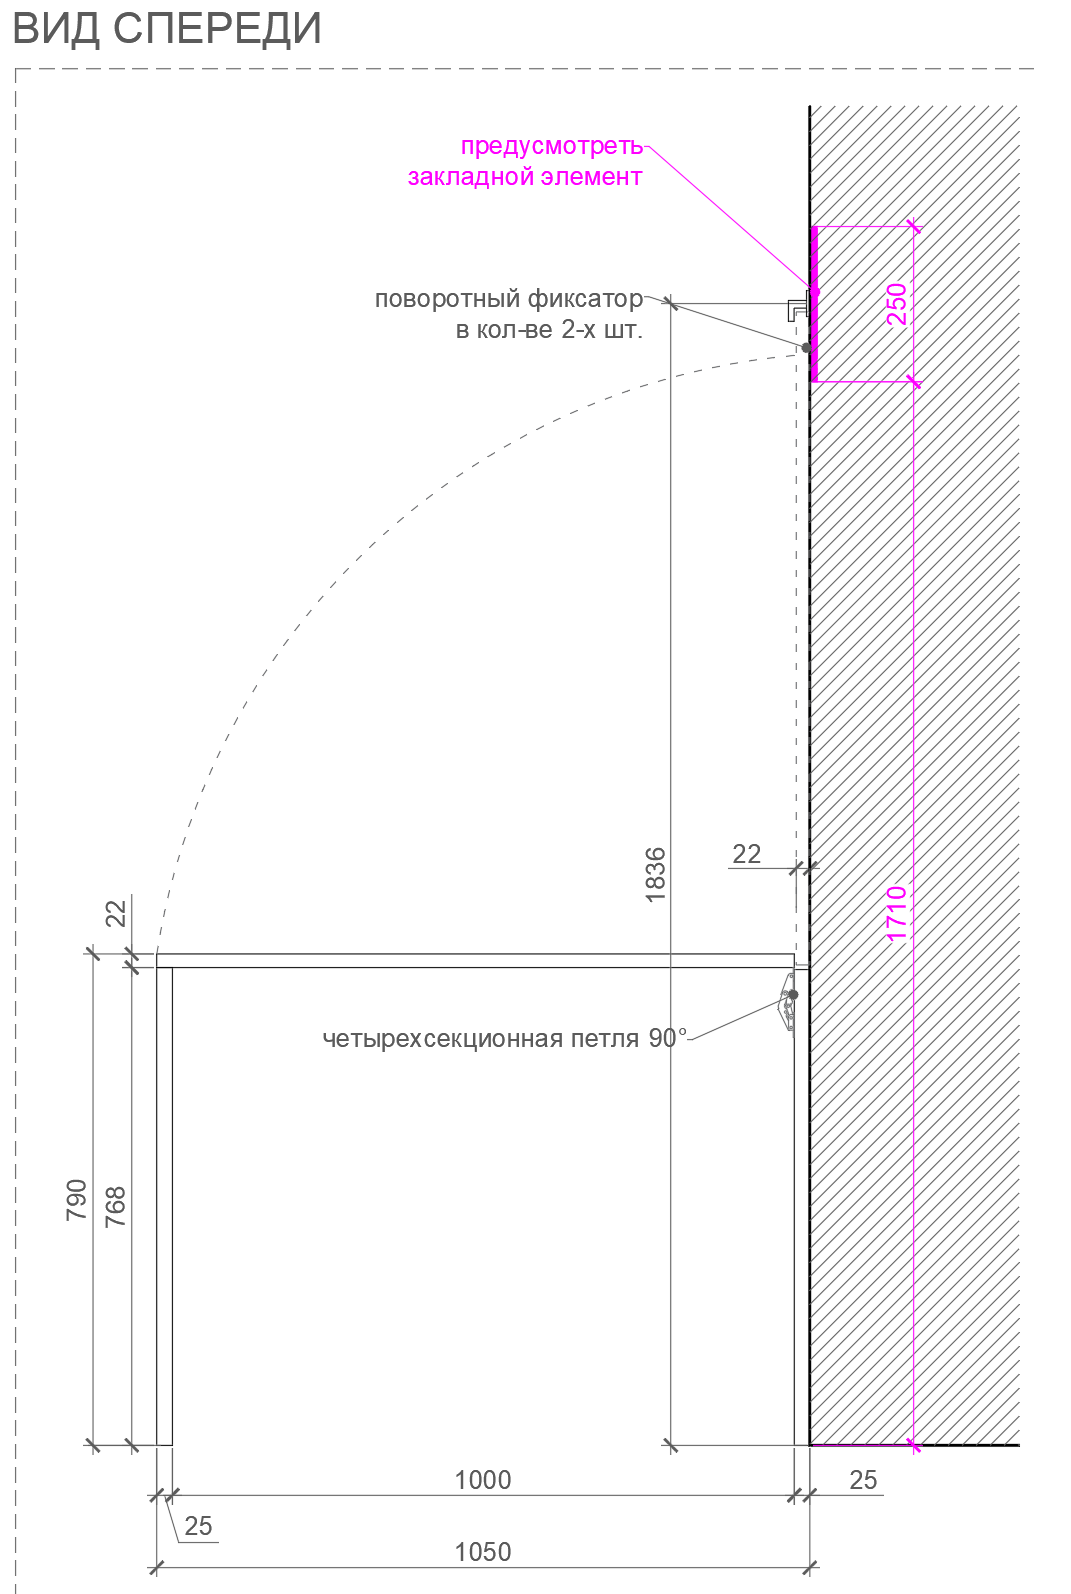 ВИД СПЕРЕДИ
предусмотреть
закладной элемент
250
поворотный фиксатор
в кол-ве 2-х шт.
1836
22
1710
22
четырехсекционная петля 90°
790
768
1000
25
25
1050